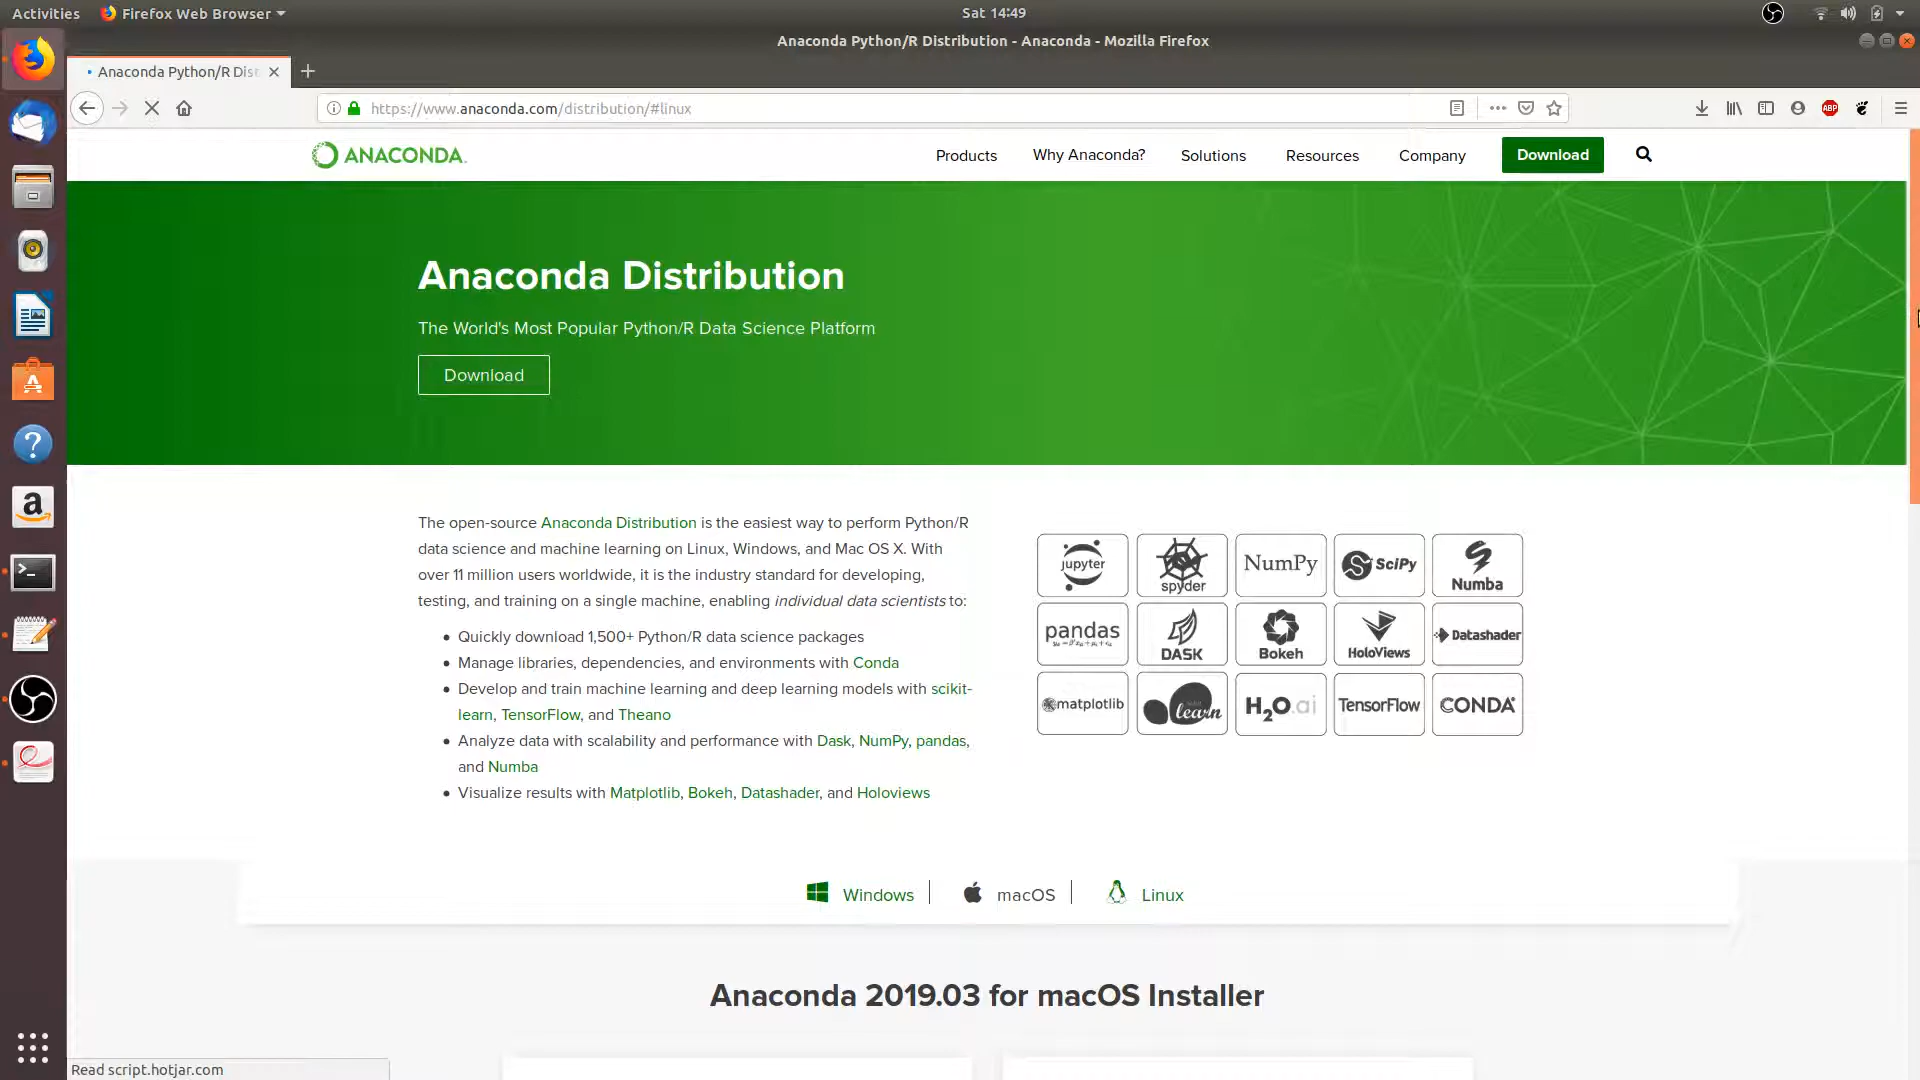 Activities
Firefox Web Browser
Sat 14:49
Anaconda Python/R Distribution - Anaconda - Mozilla Firefox
Anaconda Python/R Dis
https://www.anaconda.com/distribution/#linux
ABP
ANACONDA.
Products
Why Anaconda?
Solutions
Resources
Company
Download
Anaconda Distribution
The World's Most Popular Python/R Data Science Platform
Download
The open-source Anaconda Distribution is the easiest way to perform Python/R
data science and machine learning on Linux, Windows, and Mac OS X. With
over 11 million users worldwide, it is the industry standard for developing,
testing, and training on a single machine, enabling individual data scientists to:
Quickly download 1,500+ Python/R data science packages
Manage libraries, dependencies, and environments with Conda
Develop and train machine learning and deep learning models with scikit-
learn, TensorFlow, and Theano
Analyze data with scalability and performance with Dask, NumPy, pandas,
and Numba
Visualize results with Matplotlib, Bokeh, Datashader, and Holoviews
jupyter
spyder
NumPy
SciPy
Numba
pandas
DASK
Bokeh
HoloViews
Datashader
matplotlib
learn
H2O.ai
TensorFlow
CONDA
Windows
macOS
Linux
Anaconda 2019.03 for macOS Installer
Read script.hotjar.com